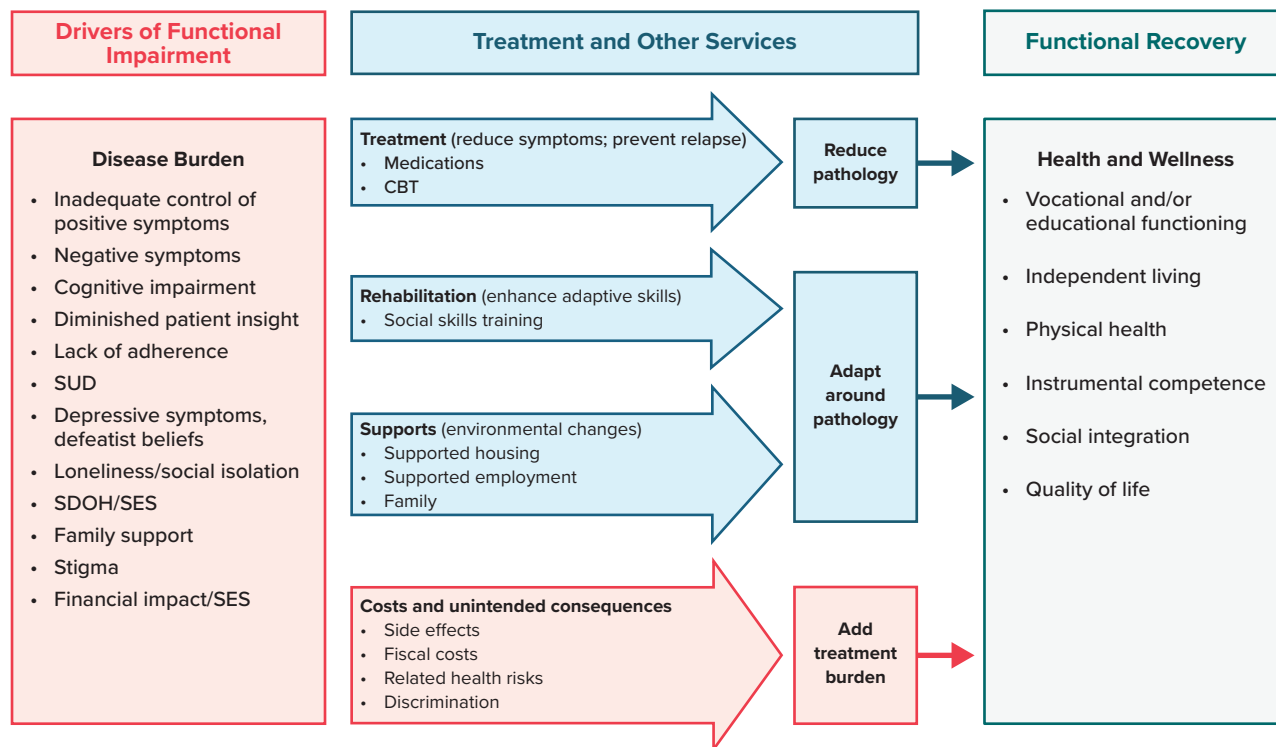 Drivers of Functional
Impairment
Treatment and Other Services
Functional Recovery
Disease Burden
• Inadequate control of
positive symptoms
• Negative symptoms
• Cognitive impairment
• Diminished patient insight
• Lack of adherence
• SUD
• Depressive symptoms,
defeatist beliefs
• Loneliness/social isolation
• SDOH/SES
• Family support
• Stigma
• Financial impact/SES
Treatment (reduce symptoms; prevent relapse)
• Medications
• CBT
Reduce
pathology
Rehabilitation (enhance adaptive skills)
• Social skills training
Supports (environmental changes)
• Supported housing
• Supported employment
• Family
Adapt
around
pathology
Costs and unintended consequences
• Side effects
• Fiscal costs
• Related health risks
• Discrimination
Add
treatment
burden
Health and Wellness
• Vocational and/or
educational functioning
• Independent living
• Physical health
• Instrumental competence
• Social integration
• Quality of life